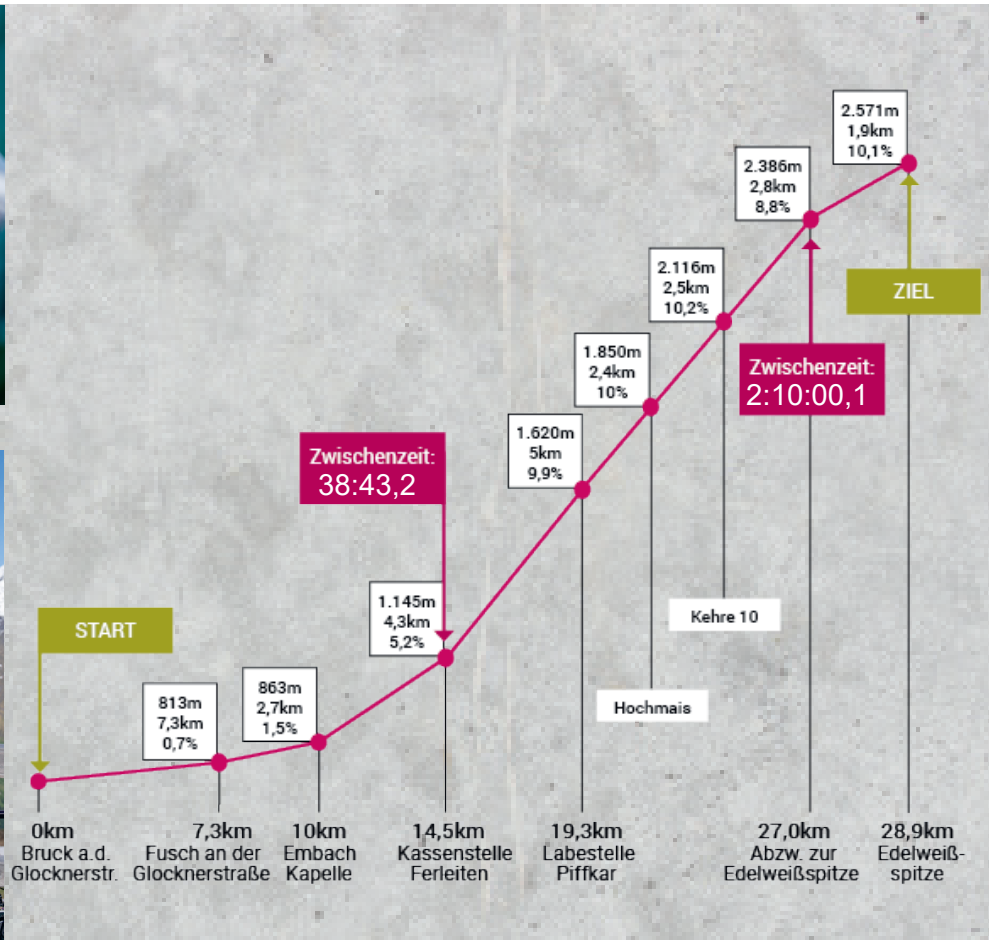 2.571m
1,9km
10,1%
2.386m
2,8km
8,8%
2.116m
2,5km
10,2%
ZIEL
1.850m
2,4km
10%
Zwischenzeit:
2:10:00,1
1.620m
5km
9,9%
Zwischenzeit:
38:43,2
1.145m
4,3km
5,2%
START
Kehre 10
813m
7,3km
0,7%
863m
2,7km
1,5%
Hochmais
0km
Bruck a.d.
Glocknerstr.
7,3km
Fusch an der
Glocknerstraße
10km
Embach
Kapelle
14,5km
Kassenstelle
Ferleiten
19,3km
Labestelle
Piffkar
27,0km
Abzw. zur
Edelweißspitze
28,9km
Edelweiß-
spitze